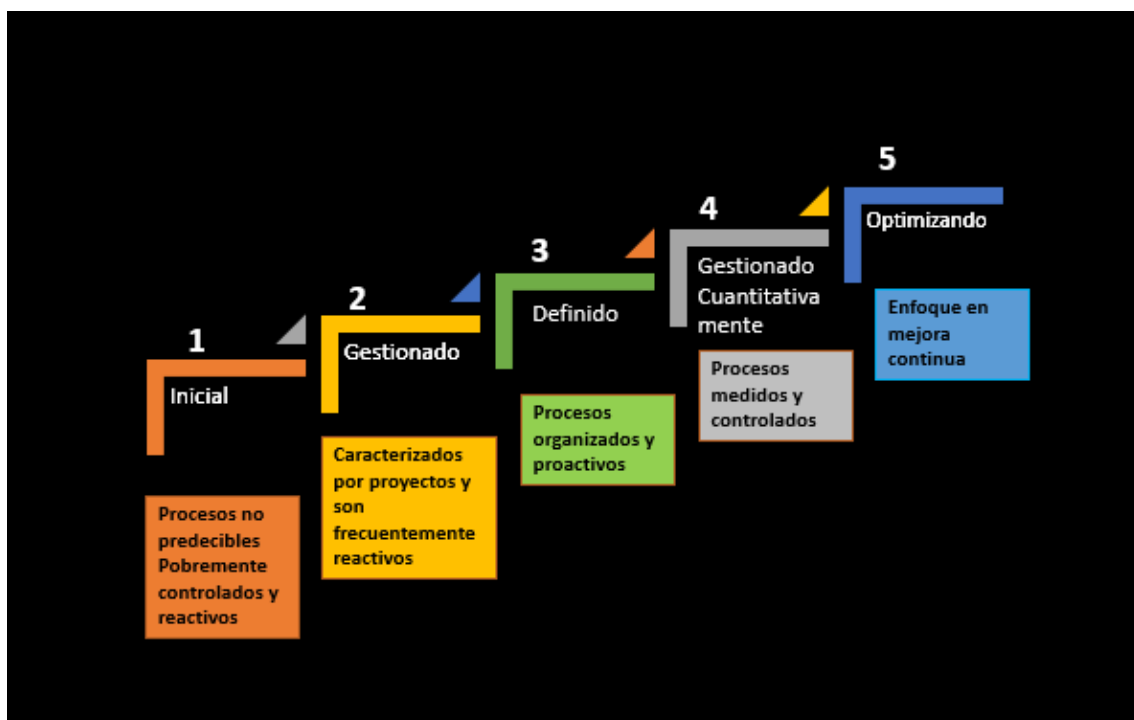 1
Inicial
Procesos no
predecibles
Pobremente
controlados y
reactivos
2
Gestionado
Caracterizados
por proyectos y
son
frecuentemente
reactivos
3
Definido
Procesos
organizados y
proactivos
4
Gestionado
Cuantitativa
mente
Procesos
medidos y
controlados
5
Optimizando
Enfoque en
mejora
continua